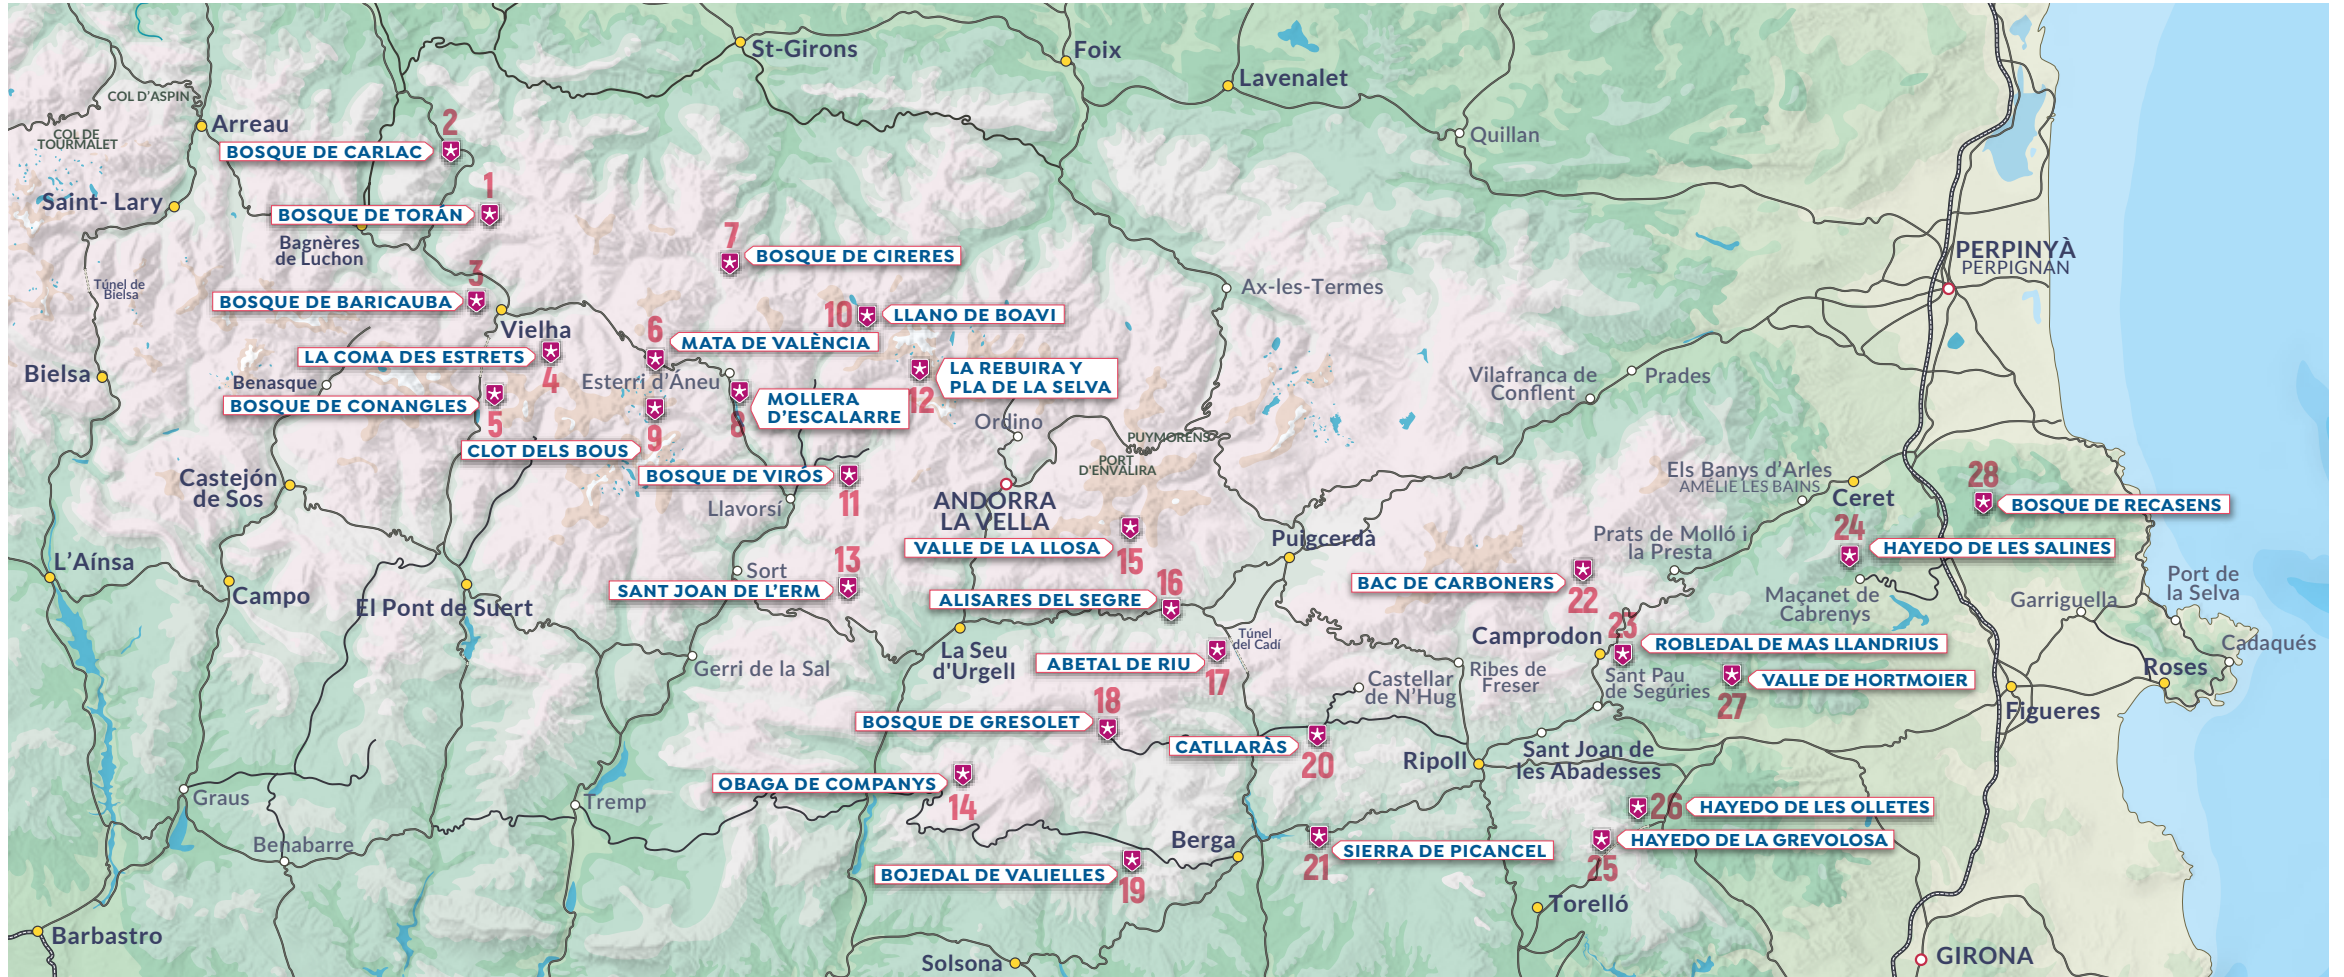 St-Girons
Foix
Lavenalet
COL D'ASPIN
Arreau
COL DE
TOURMALET
2
BOSQUE DE CARLAC
Quillan
1
Saint- Lary
BOSQUE DE TORÁN
Bagnères
de Luchon
7
BOSQUE DE CIRERES
PERPINYÀ
PERPIGNAN
Túnel de
Bielsa
3
BOSQUE DE BARICAUBA
Ax-les-Termes
Vielha
10
LLANO DE BOAVI
6
MATA DE VALÈNCIA
LA COMA DES ESTRETS
4
Bielsa
Benasque
Esterri d'Àneu
LA REBUIRA Y
PLA DE LA SELVA
12
Vilafranca de
Conflent
Prades
BOSQUE DE CONANGLES
5
MOLLERA
D'ESCALARRE
8
9
CLOT DELS BOUS
Ordino
PUYMORENS
PORT
D'ENVALIRA
BOSQUE DE VIRÓS
11
Castejón
de Sos
Llavorsí
ANDORRA
LA VELLA
Els Banys d'Arles
AMÉLIE LES BAINS
Ceret
28
BOSQUE DE RECASENS
VALLE DE LA LLOSA
15
Puigcerdà
Prats de Molló i
la Presta
24
HAYEDO DE LES SALINES
L'Aínsa
Campo
El Pont de Suert
Sort
13
SANT JOAN DE L'ERM
16
ALISARES DEL SEGRE
BAC DE CARBONERS
22
Maçanet de
Cabrenys
Garriguella
Port de
la Selva
Cadaqués
Roses
La Seu
d'Urgell
Túnel
del Cadí
Camprodon
23
ROBLEDAL DE MAS LLANDRIUS
Gerri de la Sal
ABETAL DE RIU
17
Castellar
de N'Hug
Ribes de
Freser
Sant Pau
de Segúries
VALLE DE HORTMOIER
27
Figueres
18
BOSQUE DE GRESOLET
CATLLARÀS
20
Ripoll
Sant Joan de
les Abadesses
OBAGA DE COMPANYS
14
Graus
Tremp
26
HAYEDO DE LES OLLETES
Benabarre
Berga
21
SIERRA DE PICANCEL
HAYEDO DE LA GREVOLOSA
25
BOJEDAL DE VALIELLES
19
Torelló
Barbastro
Solsona
GIRONA